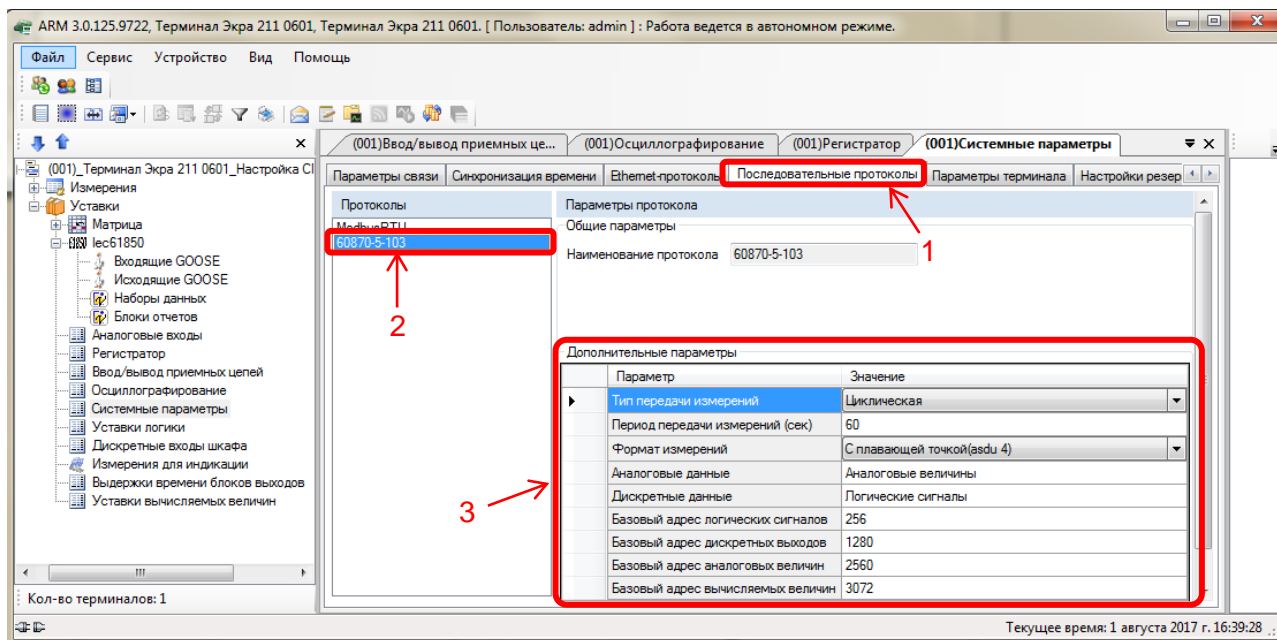 ARM 3.0.125.9722, Терминал Экра 211 0601, Терминал Экра 211 0601. [ Пользователь: admin ] : Работа ведется в автономном режиме.
Файл Сервис Устройство Вид Помощь
(001)Ввод/вывод приемных це... (001)Осциллографирование (001)Регистратор (001)Системные параметры
(001)_Терминал Экра 211 0601_Настройка СI
Измерения
Уставки
Матрица
Iec61850
Входящие GOOSE
Исходящие GOOSE
Наборы данных
Блоки отчетов
Аналоговые входы
Регистратор
Ввод/вывод приемных цепей
Осциллографирование
Системные параметры
Уставки логики
Дискретные входы шкафа
Измерения для индикации
Выдержки времени блоков выходов
Уставки вычисляемых величин
Кол-во терминалов: 1
Параметры связи Синхронизация времени Ethernet-протоколы Последовательные протоколы Параметры терминала Настройки резер
Протоколы
ModbusRTU
60870-5-103
Параметры протокола
Общие параметры
Наименование протокола 60870-5-103
1
2
3
Дополнительные параметры
Параметр Значение
Тип передачи измерений Циклическая
Период передачи измерений (сек) 60
Формат измерений С плавающей точкой(asdu 4)
Аналоговые данные Аналоговые величины
Дискретные данные Логические сигналы
Базовый адрес логических сигналов 256
Базовый адрес дискретных выходов 1280
Базовый адрес аналоговых величин 2560
Базовый адрес вычисляемых величин 3072
Текущее время: 1 августа 2017 г. 16:39:28